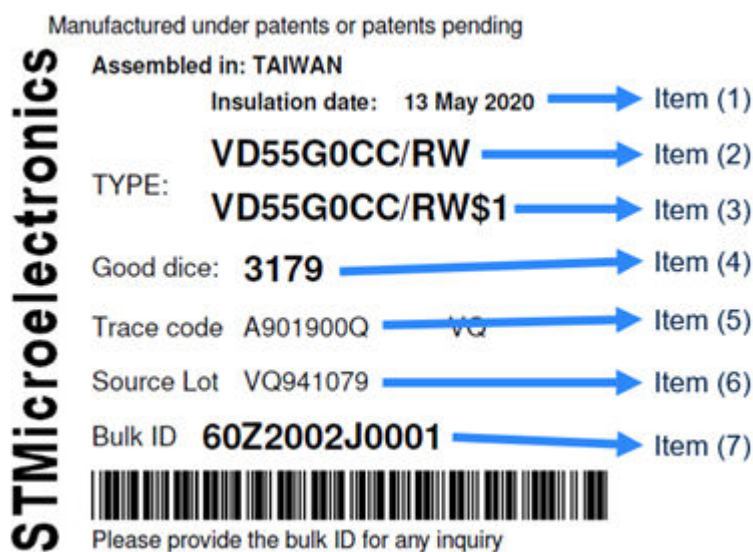 Manufactured under patents or patents pending
STMicroelectronics
Assembled in: TAIWAN
Insulation date: 13 May 2020 Item (1)
VD55G0CC/RW Item (2)
TYPE:
VD55G0CC/RW$1 Item (3)
Good dice: 3179 Item (4)
Trace code A901900Q VQ Item (5)
Source Lot VQ941079 Item (6)
Bulk ID 60Z2002J0001 Item (7)
Please provide the bulk ID for any inquiry